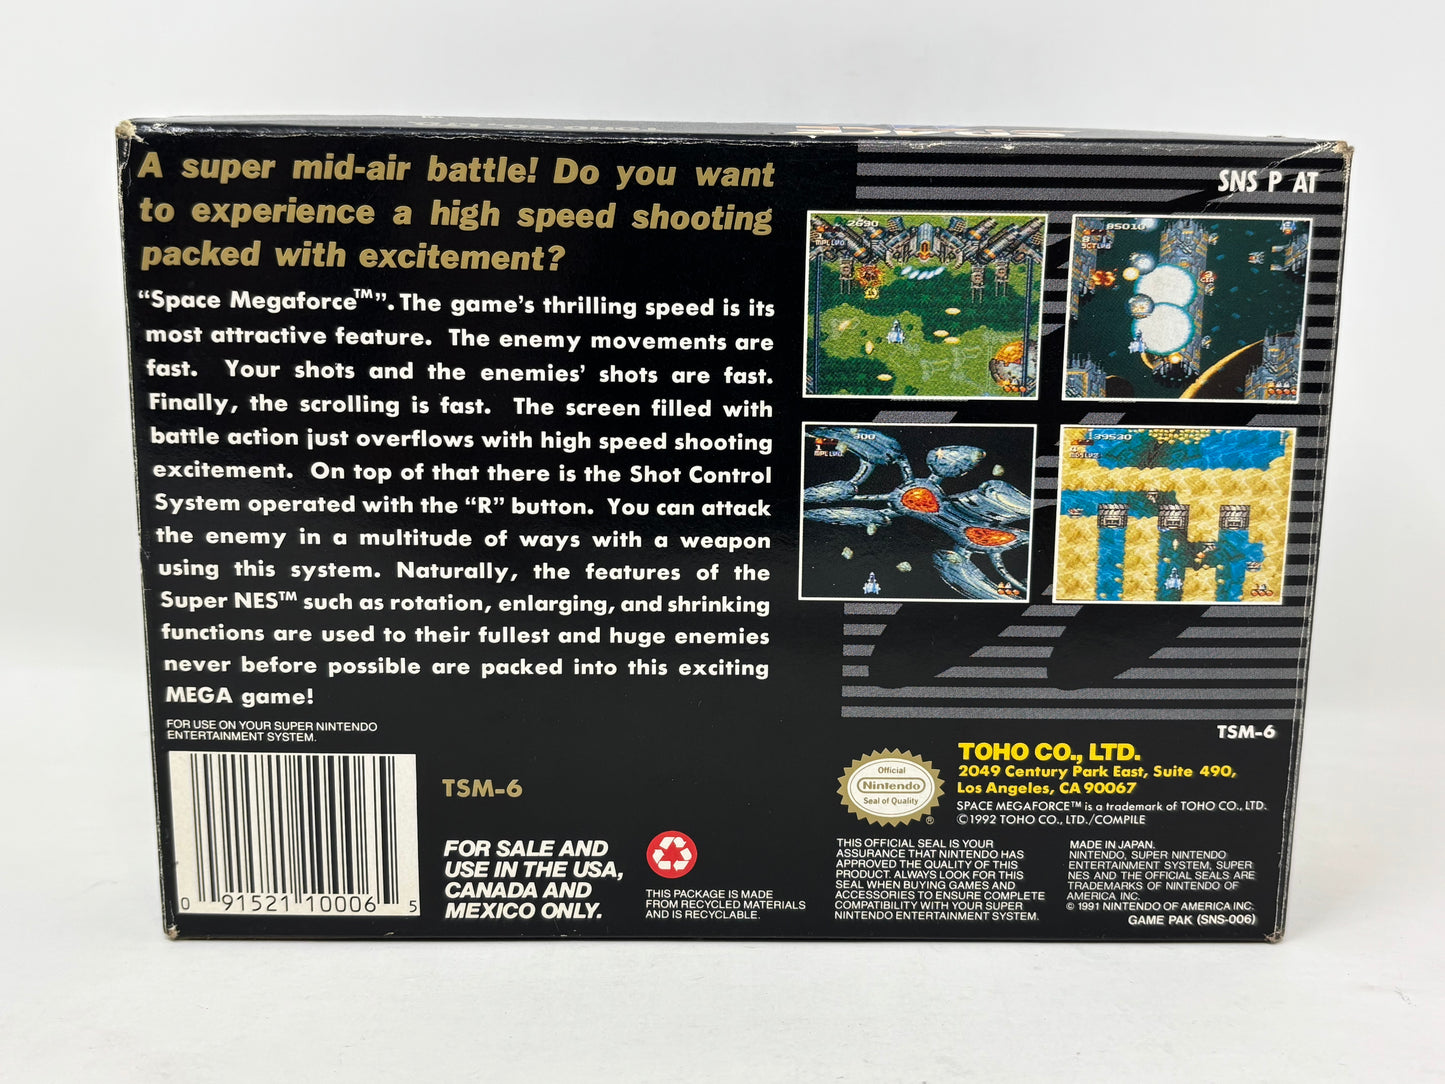 A super mid-air battle! Do you want
to experience a high speed shooting
packed with excitement?
"Space Megaforce™". The game's thrilling speed is its
most attractive feature. The enemy movements are
fast. Your shots and the enemies' shots are fast.
Finally, the scrolling is fast. The screen filled with
battle action just overflows with high speed shooting
excitement. On top of that there is the Shot Control
System operated with the "R" button. You can attack
the enemy in a multitude of ways with a weapon
using this system. Naturally, the features of the
Super NES™ such as rotation, enlarging, and shrinking
functions are used to their fullest and huge enemies
never before possible are packed into this exciting
MEGA game!
FOR USE ON YOUR SUPER NINTENDO
ENTERTAINMENT SYSTEM.
0 91521 10006 5
TSM-6
FOR SALE AND
USE IN THE USA,
CANADA AND
MEXICO ONLY.
THIS PACKAGE IS MADE
FROM RECYCLED MATERIALS
AND IS RECYCLABLE.
SNS P AT
2690
85010
300
139530
TSM-6
Official
Nintendo
Seal of Quality
®
TOHO CO., LTD.
2049 Century Park East, Suite 490,
Los Angeles, CA 90067
SPACE MEGAFORCE™ is a trademark of TOHO CO., LTD.
©1992 TOHO CO., LTD./COMPILE
THIS OFFICIAL SEAL IS YOUR
ASSURANCE THAT NINTENDO HAS
APPROVED THE QUALITY OF THIS
PRODUCT. ALWAYS LOOK FOR THIS
SEAL WHEN BUYING GAMES AND
ACCESSORIES TO ENSURE COMPLETE
COMPATIBILITY WITH YOUR SUPER
NINTENDO ENTERTAINMENT SYSTEM.
MADE IN JAPAN.
NINTENDO, SUPER NINTENDO
ENTERTAINMENT SYSTEM, SUPER
NES AND THE OFFICIAL SEALS ARE
TRADEMARKS OF NINTENDO OF
AMERICA INC.
© 1991 NINTENDO OF AMERICA INC.
GAME PAK (SNS-006)